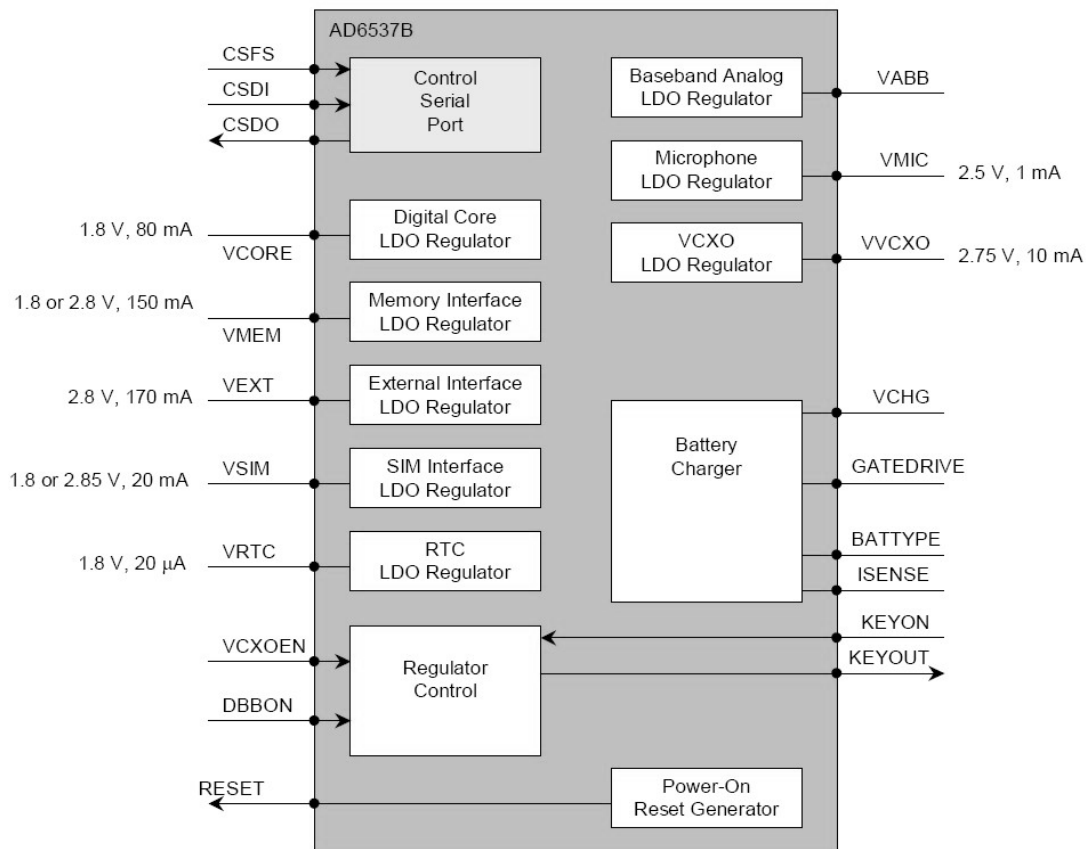 AD6537B
CSFS
CSDI
CSDO
Control
Serial
Port
Baseband Analog
LDO Regulator
VABB
Microphone
LDO Regulator
VMIC
2.5 V, 1 mA
1.8 V, 80 mA
VCORE
Digital Core
LDO Regulator
VCXO
LDO Regulator
VVCXO
2.75 V, 10 mA
1.8 or 2.8 V, 150 mA
VMEM
Memory Interface
LDO Regulator
2.8 V, 170 mA
VEXT
External Interface
LDO Regulator
1.8 or 2.85 V, 20 mA
VSIM
SIM Interface
LDO Regulator
1.8 V, 20 μA
VRTC
RTC
LDO Regulator
Battery
Charger
VCHG
GATEDRIVE
BATTYPE
ISENSE
VCXOEN
DBBON
Regulator
Control
KEYON
KEYOUT
RESET
Power-On
Reset Generator